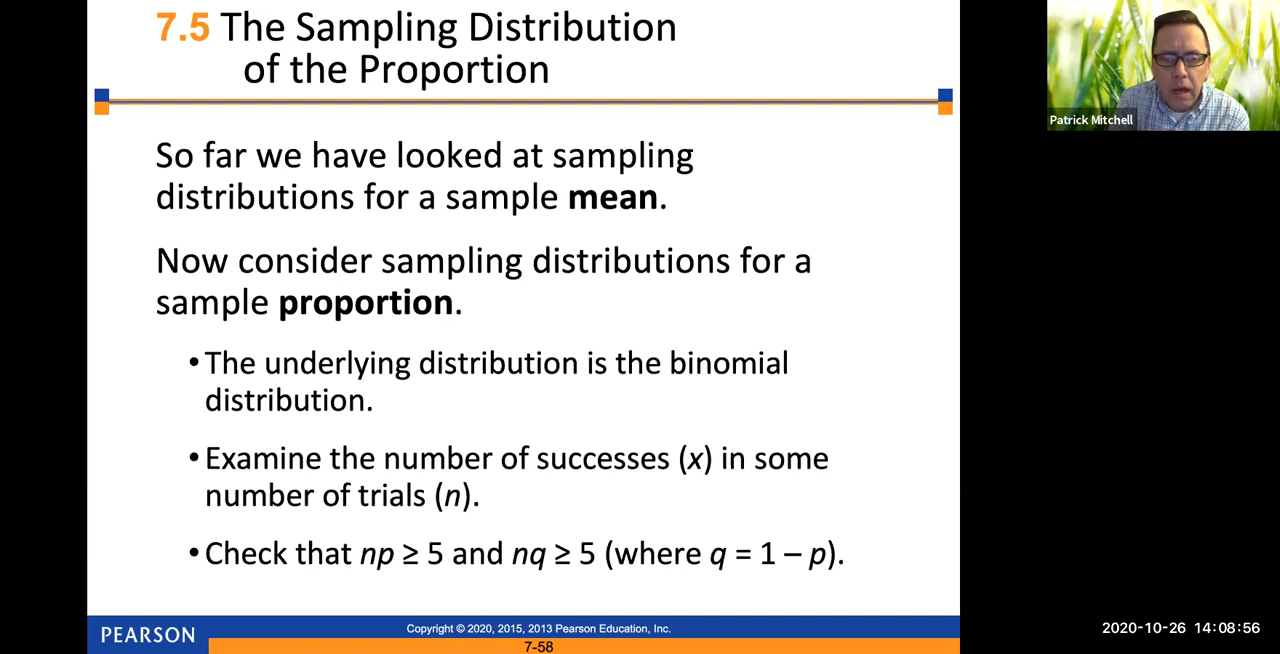 7.5 The Sampling Distribution
of the Proportion
Patrick Mitchell
So far we have looked at sampling
distributions for a sample mean.
Now consider sampling distributions for a
sample proportion.
• The underlying distribution is the binomial
distribution.
• Examine the number of successes (x) in some
number of trials (n).
• Check that np ≥ 5 and nq ≥ 5 (where q = 1 – p).
PEARSON
Copyright © 2020, 2015, 2013 Pearson Education, Inc.
7-58
2020-10-26 14:08:56